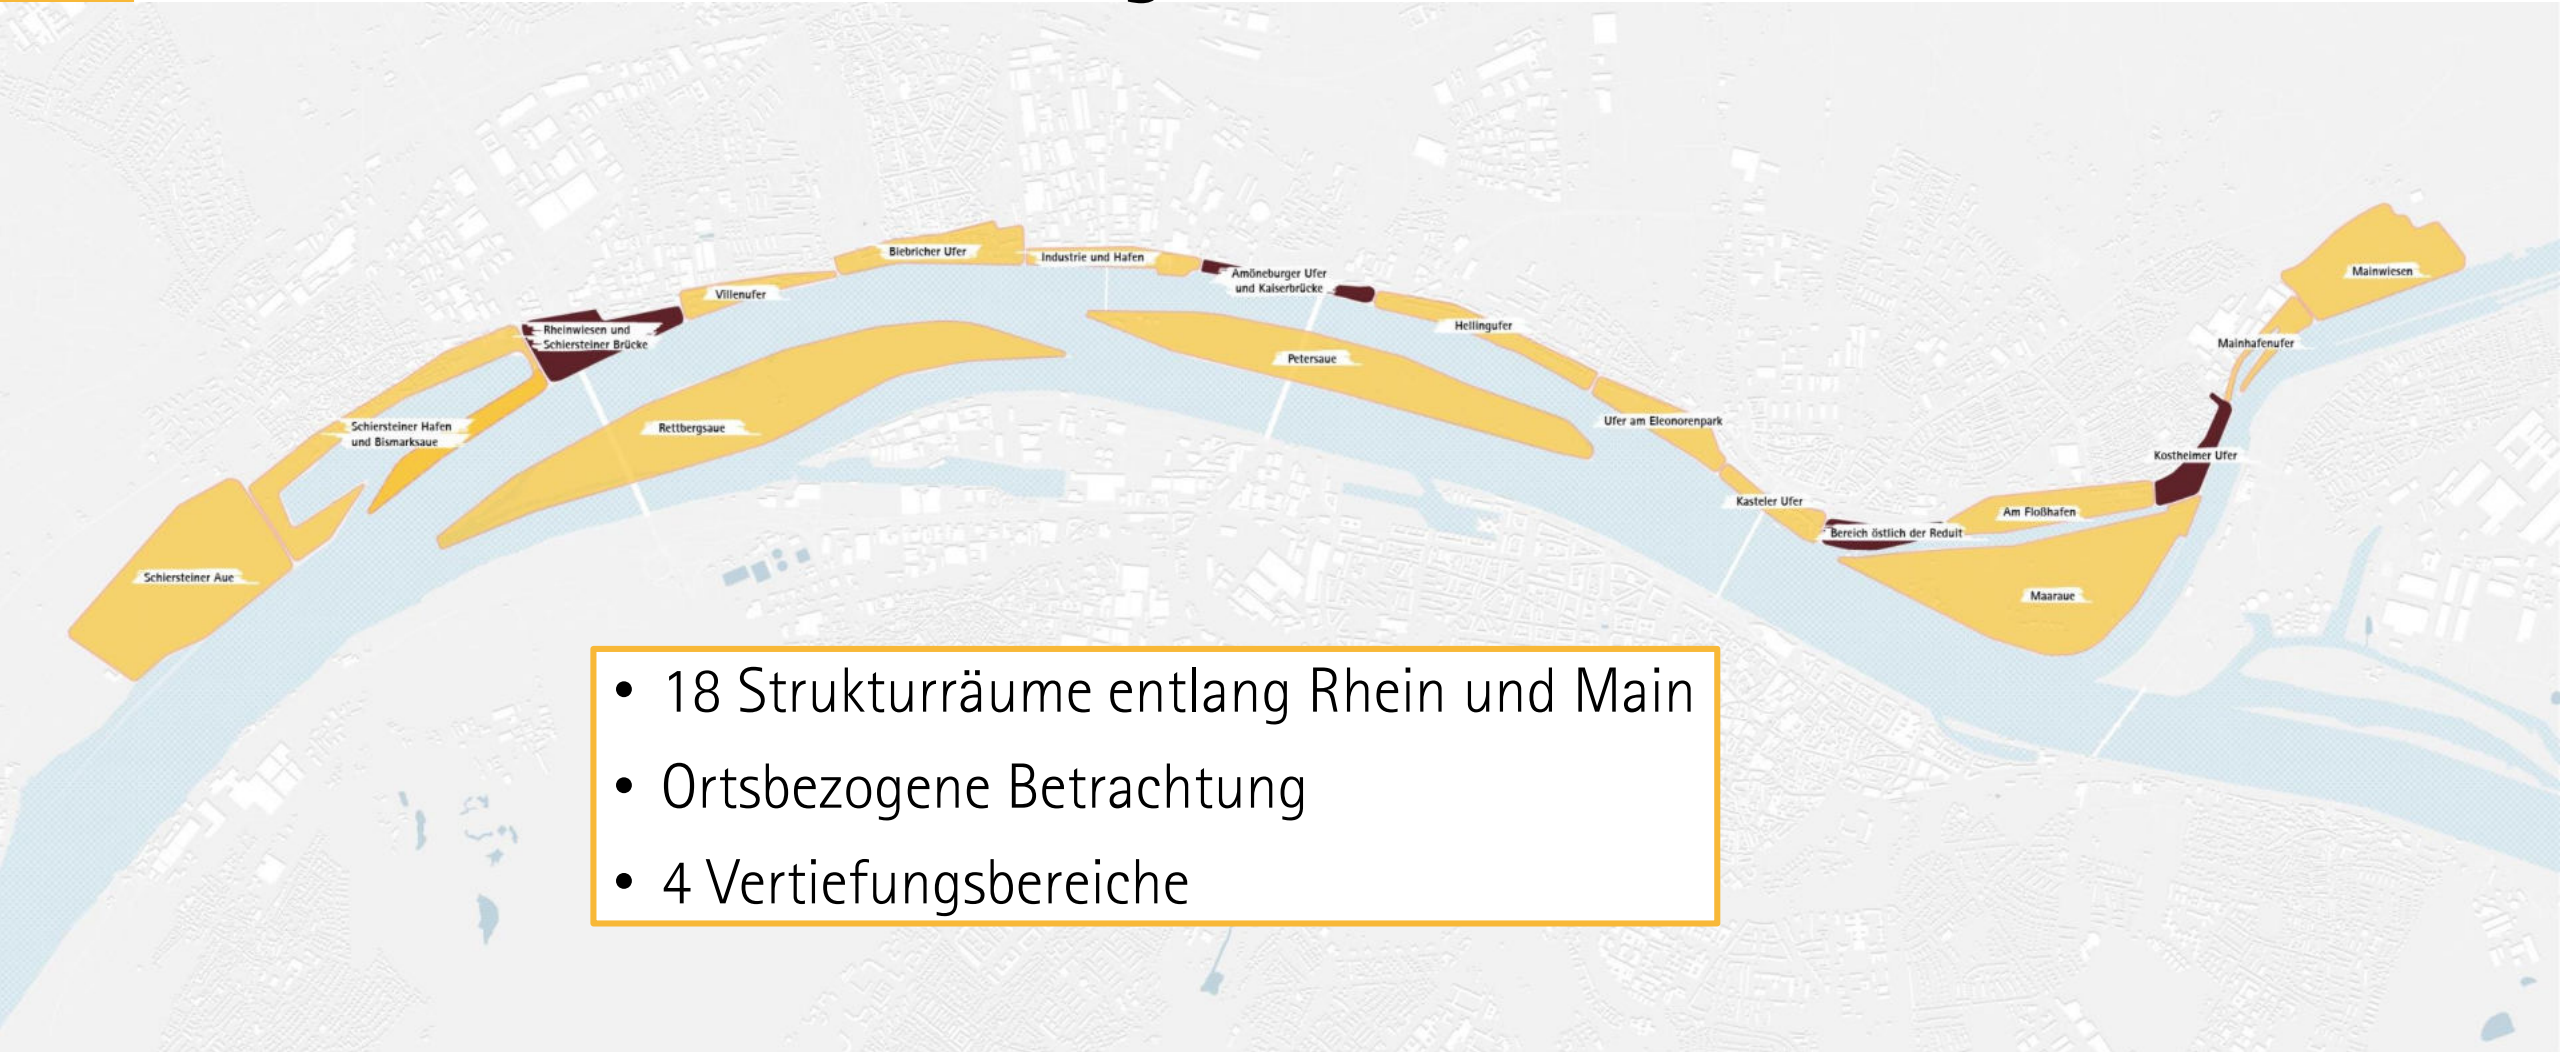 Biebricher Ufer
Industrie und Hafen
Amöneburger Ufer
und Kaiserbrücke
Villenufer
Rheinwiesen und
Schiersteiner Brücke
Hellingufer
Petersaue
Mainwiesen
Mainhafenufer
Schiersteiner Hafen
und Bismarksaue
Rettbergsaue
Ufer am Eleonorenpark
Kostheimer Ufer
Kasteler Ufer
Am Floßhafen
Bereich östlich der Reduit
Schiersteiner Aue
Maaraue
• 18 Strukturräume entlang Rhein und Main
• Ortsbezogene Betrachtung
• 4 Vertiefungsbereiche